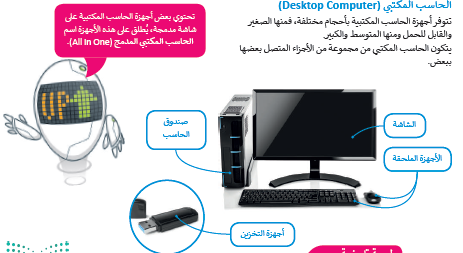 الحاسب المكتبي (Desktop Computer)
تتوفر أجهزة الحاسب المكتبية بأحجام مختلفة، فمنها الصغير
والقابل للحمل ومنها المتوسط والكبير.
يتكون الحاسب المكتبي من مجموعة من الأجزاء المتصل بعضها
ببعض.
تحتوي بعض أجهزة الحاسب المكتبية على
شاشة مدمجة، يُطلق على هذه الأجهزة اسم
الحاسب المكتبي المدمج (All in One).
UP
صندوق
الحاسب
الشاشة
الأجهزة الملحقة
أجهزة التخزين